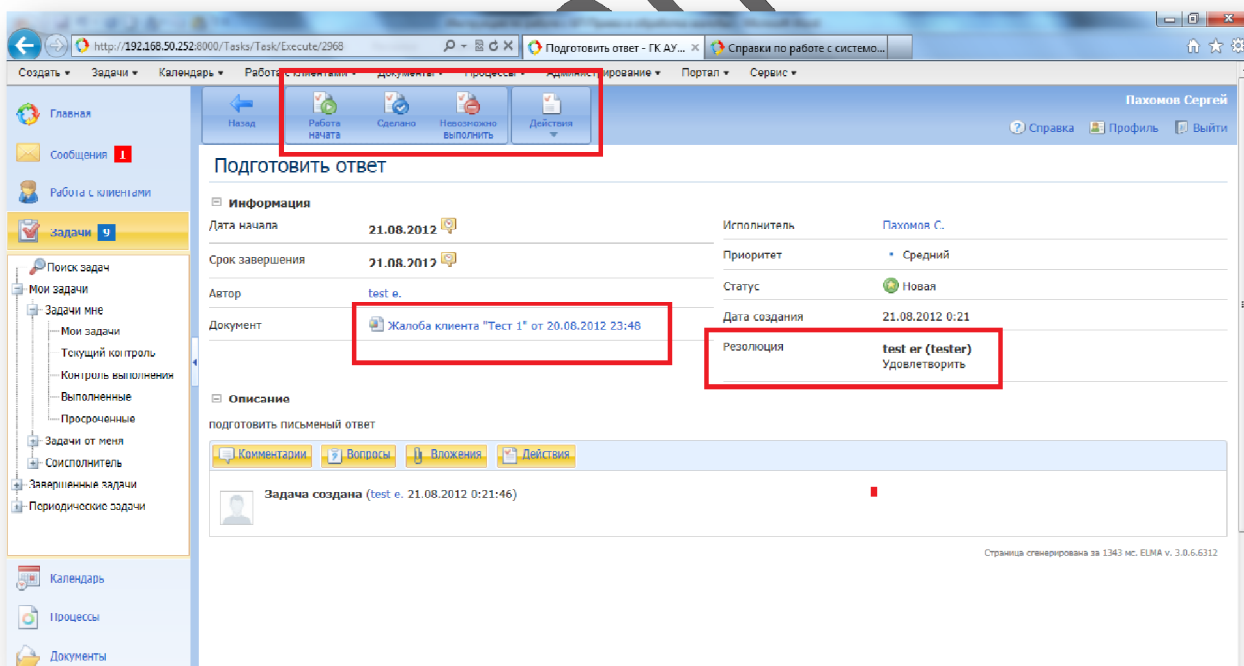 http://192.168.50.252:8000/Tasks/Task/Execute/2968
Подготовить ответ - ГК АУ...
Справки по работе с системо...
Создать Задачи Календарь Работа с клиентами Документы Процессы Администрирование Портал Сервис
Главная
Сообщения 1
Работа с клиентами
Задачи 9
Поиск задач
Мои задачи
Задачи мне
Мои задачи
Текущий контроль
Контроль выполнения
Выполненные
Просроченные
Задачи от меня
Соисполнитель
Завершенные задачи
Периодические задачи
Календарь
Процессы
Документы
Назад
Работа начата
Сделано
Невозможно выполнить
Действия
Пахомов Сергей
Справка Профиль Выйти
Подготовить ответ
Информация
Дата начала 21.08.2012
Срок завершения 21.08.2012
Автор test e.
Документ Жалоба клиента "Тест 1" от 20.08.2012 23:48
Исполнитель Пахомов С.
Приоритет Средний
Статус Новая
Дата создания 21.08.2012 0:21
Резолюция test er (tester)
Удовлетворить
Описание
подготовить письменый ответ
Комментарии Вопросы Вложения Действия
Задача создана (test e. 21.08.2012 0:21:46)
Страница сгенерирована за 1343 мс. ELMA v. 3.0.6.6312